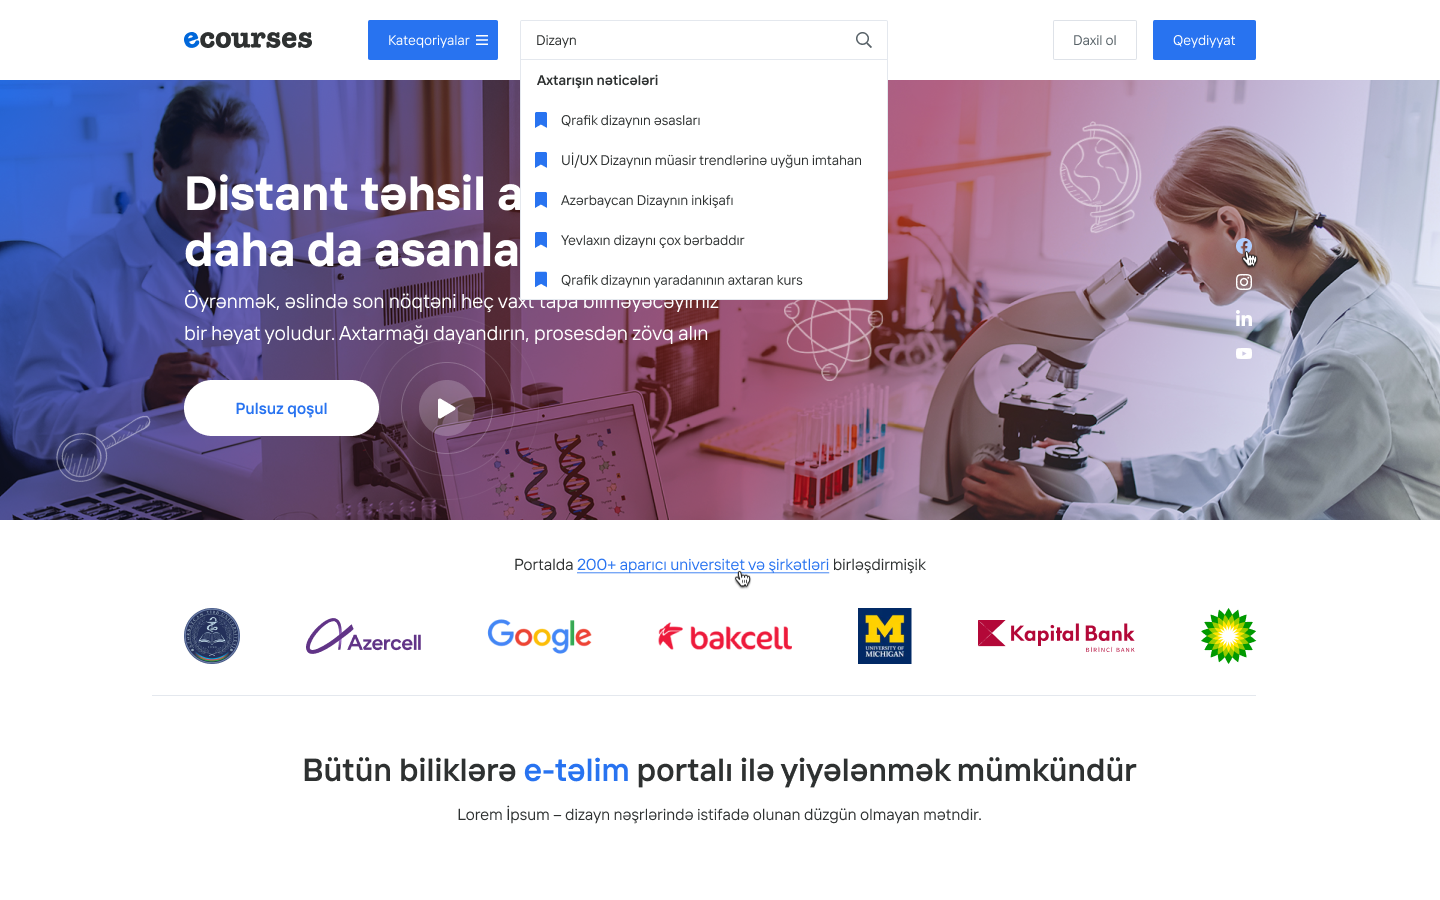 ecourses
Kateqoriyalar
Dizayn
Daxil ol
Qeydiyyat
Axtarışın nəticələri
Qrafik dizaynın əsasları
Uİ/UX Dizaynın müasir trendlərinə uyğun imtahan
Azərbaycan Dizaynın inkişafı
Yevlaxın dizaynı çox bərbaddır
Qrafik dizaynın yaradanının axtaran kurs
Distant təhsil a
daha da asanla
Öyrənmək, əslində son nöqtəni heç vaxt tapa bilməyəcəyimiz
bir həyat yoludur. Axtarmağı dayandırın, prosesdən zövq alın
Pulsuz qoşul
Portalda 200+ aparıcı universitet və şirkətləri birləşdirmişik
Azercell
Google
bakcell
M
UNIVERSITY OF
MICHIGAN
Kapital Bank
BİRİNCİ BANK
Bütün biliklərə e-təlim portalı ilə yiyələnmək mümkündür
Lorem İpsum – dizayn nəşrlərində istifadə olunan düzgün olmayan mətndir.